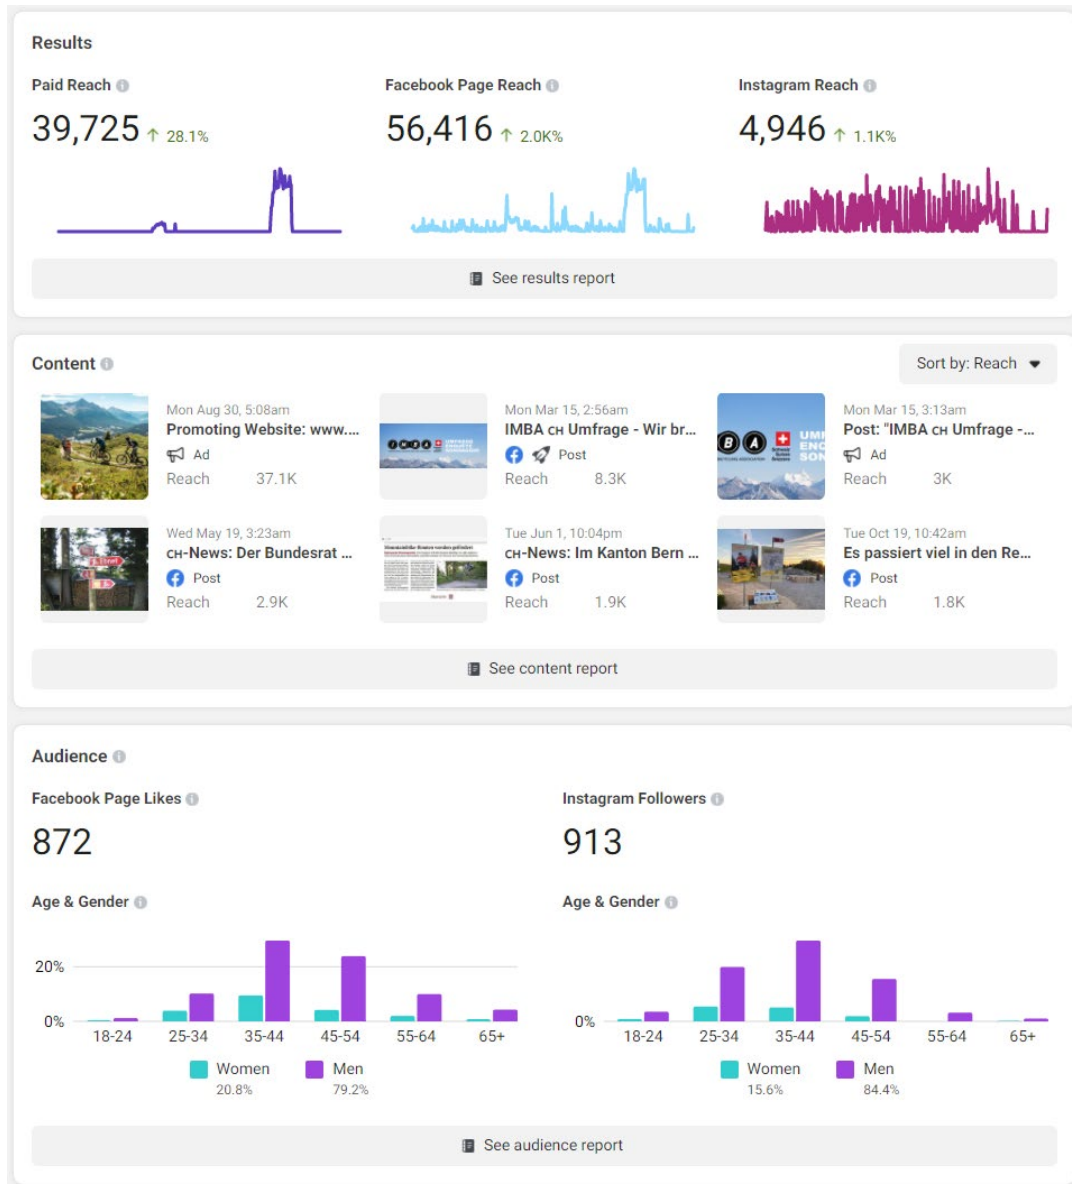 Results
Paid Reach
39,725 ↑ 28.1%
Facebook Page Reach
56,416 ↑ 2.0K%
Instagram Reach
4,946 ↑ 1.1K%
See results report
Content
Sort by: Reach
Mon Aug 30, 5:08am
Promoting Website: www....
Ad
Reach 37.1K
IMBA
UMFRAGE
Mon Mar 15, 2:56am
IMBA CH Umfrage - Wir br...
Post
Reach 8.3K
B A
UM
ENQ
SON
Mon Mar 15, 3:13am
Post: "IMBA CH Umfrage -...
Ad
Reach 3K
Wed May 19, 3:23am
CH-News: Der Bundesrat ...
Post
Reach 2.9K
Tue Jun 1, 10:04pm
CH-News: Im Kanton Bern ...
Post
Reach 1.9K
Tue Oct 19, 10:42am
Es passiert viel in den Re...
Post
Reach 1.8K
See content report
Audience
Facebook Page Likes
872
Age & Gender
20%
0%
18-24 25-34 35-44 45-54 55-64 65+
Women Men
20.8% 79.2%
Instagram Followers
913
Age & Gender
0%
18-24 25-34 35-44 45-54 55-64 65+
Women Men
15.6% 84.4%
See audience report